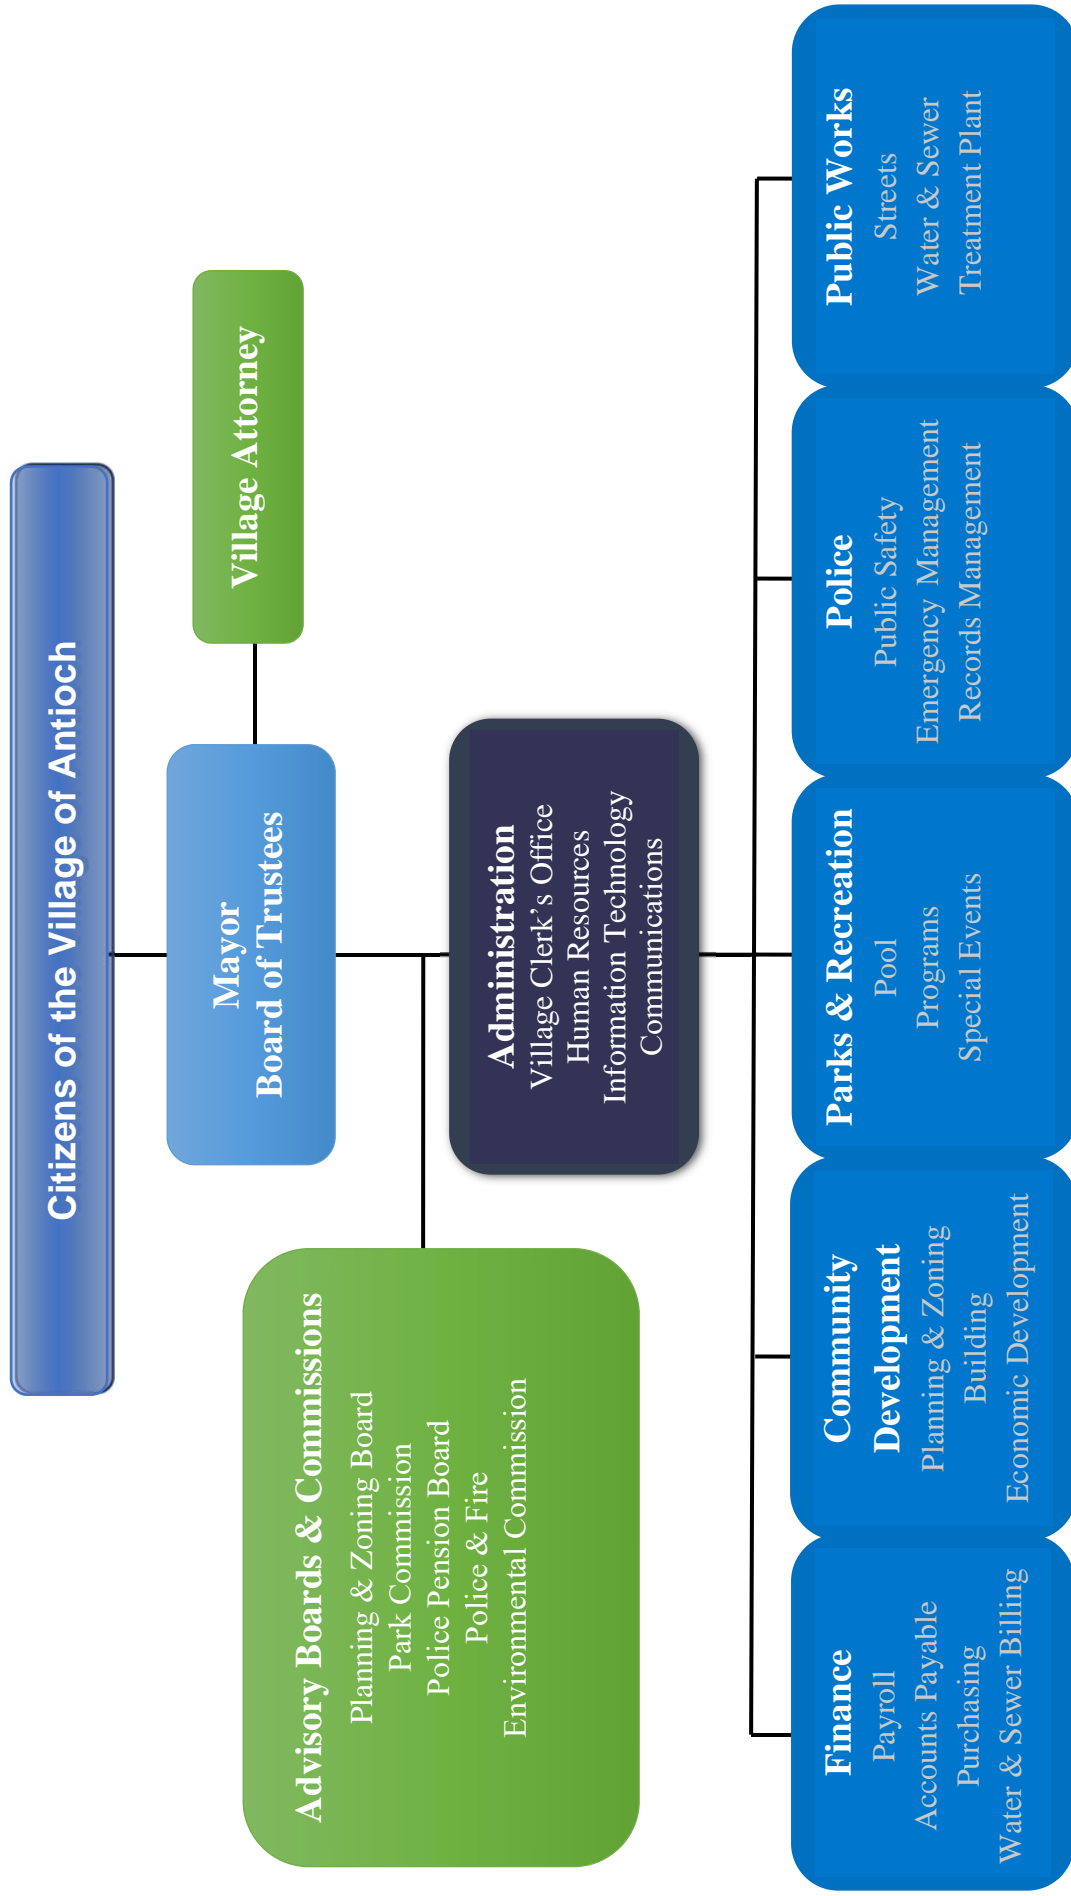 Citizens of the Village of Antioch
Mayor
Board of Trustees
Village Attorney
Advisory Boards & Commissions
Planning & Zoning Board
Park Commission
Police Pension Board
Police & Fire
Environmental Commission
Administration
Village Clerk’s Office
Human Resources
Information Technology
Communications
Finance
Payroll
Accounts Payable
Purchasing
Water & Sewer Billing
Community
Development
Planning & Zoning
Building
Economic Development
Parks & Recreation
Pool
Programs
Special Events
Police
Public Safety
Emergency Management
Records Management
Public Works
Streets
Water & Sewer
Treatment Plant